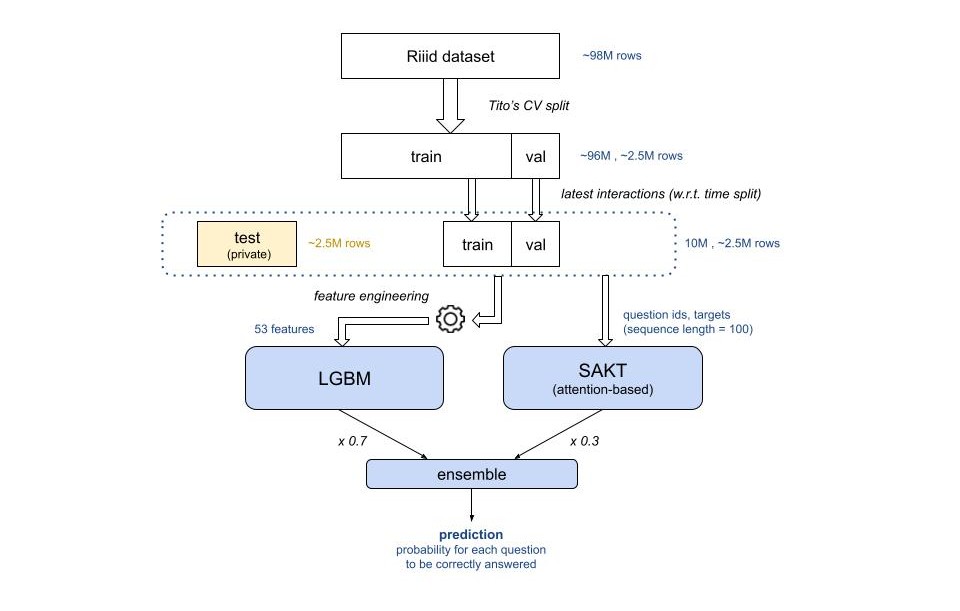 Riiid dataset
~98M rows
Tito's CV split
train
val
~96M , ~2.5M rows
latest interactions (w.r.t. time split)
test
(private)
~2.5M rows
train
val
10M , ~2.5M rows
feature engineering
53 features
question ids, targets
(sequence length = 100)
LGBM
SAKT
(attention-based)
x 0.7
x 0.3
ensemble
prediction
probability for each question
to be correctly answered